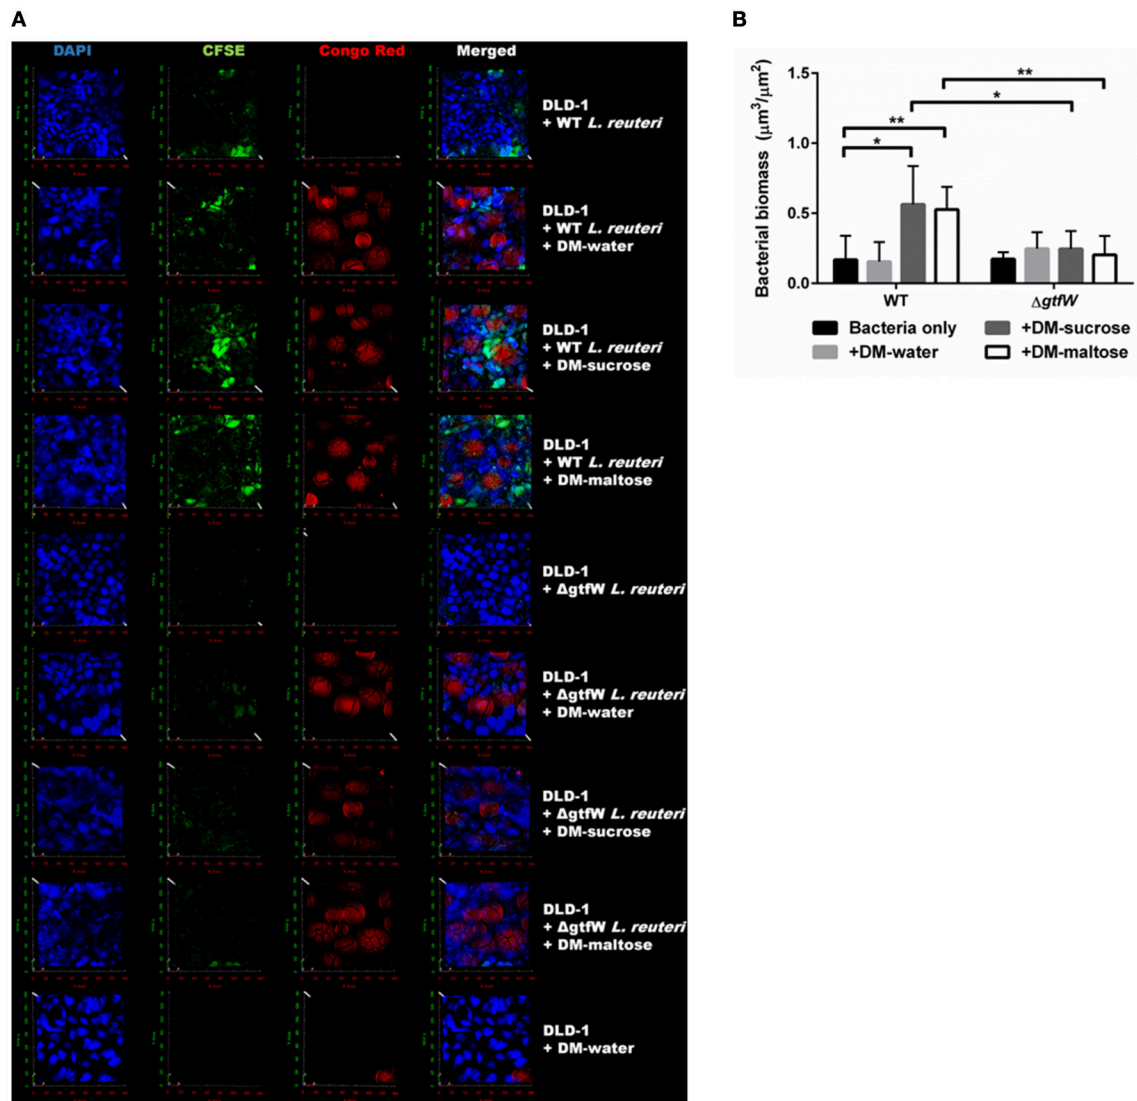 A
B
DAPI CFSE Congo Red Merged
DLD-1
+ WT L. reuteri
DLD-1
+ WT L. reuteri
+ DM-water
DLD-1
+ WT L. reuteri
+ DM-sucrose
DLD-1
+ WT L. reuteri
+ DM-maltose
DLD-1
+ ΔgtfW L. reuteri
DLD-1
+ ΔgtfW L. reuteri
+ DM-water
DLD-1
+ ΔgtfW L. reuteri
+ DM-sucrose
DLD-1
+ ΔgtfW L. reuteri
+ DM-maltose
DLD-1
+ DM-water
Bacterial biomass (μm³/μm²)
1.5
1.0
0.5
0.0
**
*
**
*
WT ΔgtfW
Bacteria only +DM-sucrose
+DM-water +DM-maltose